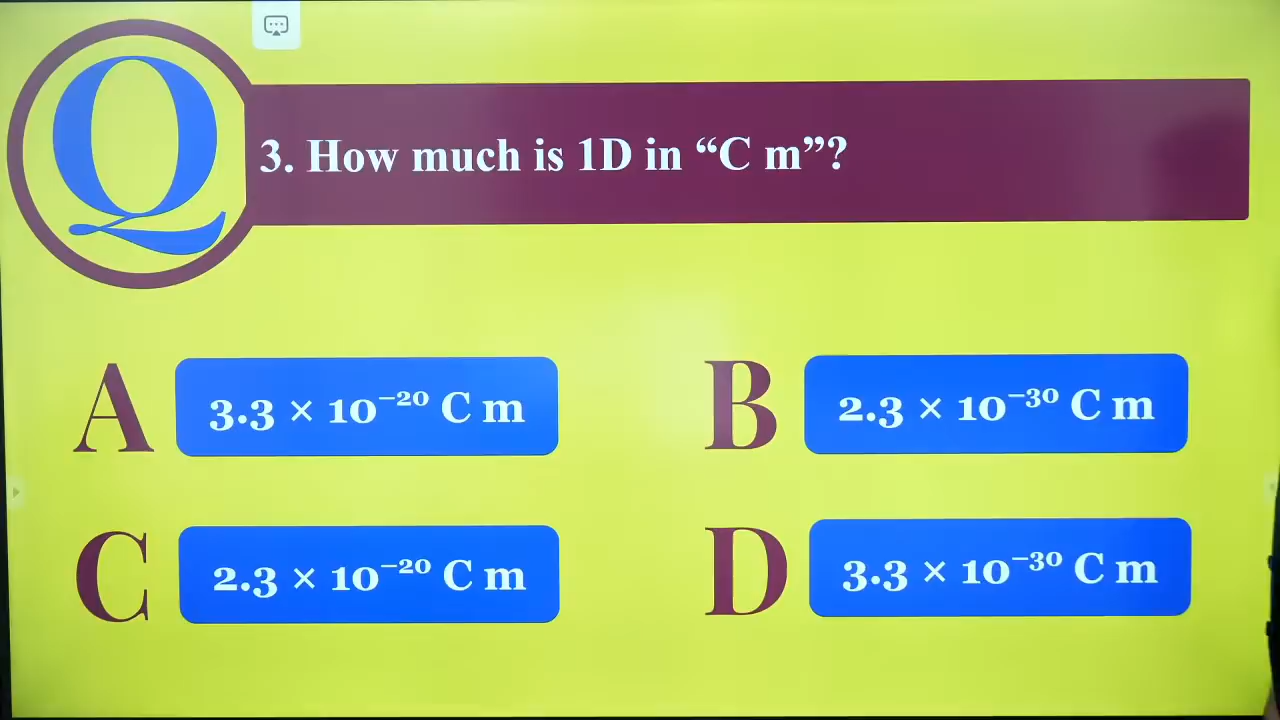 Q
3. How much is 1D in “C m”?
A 3.3 × 10⁻²⁰ C m
B 2.3 × 10⁻³⁰ C m
C 2.3 × 10⁻²⁰ C m
D 3.3 × 10⁻³⁰ C m